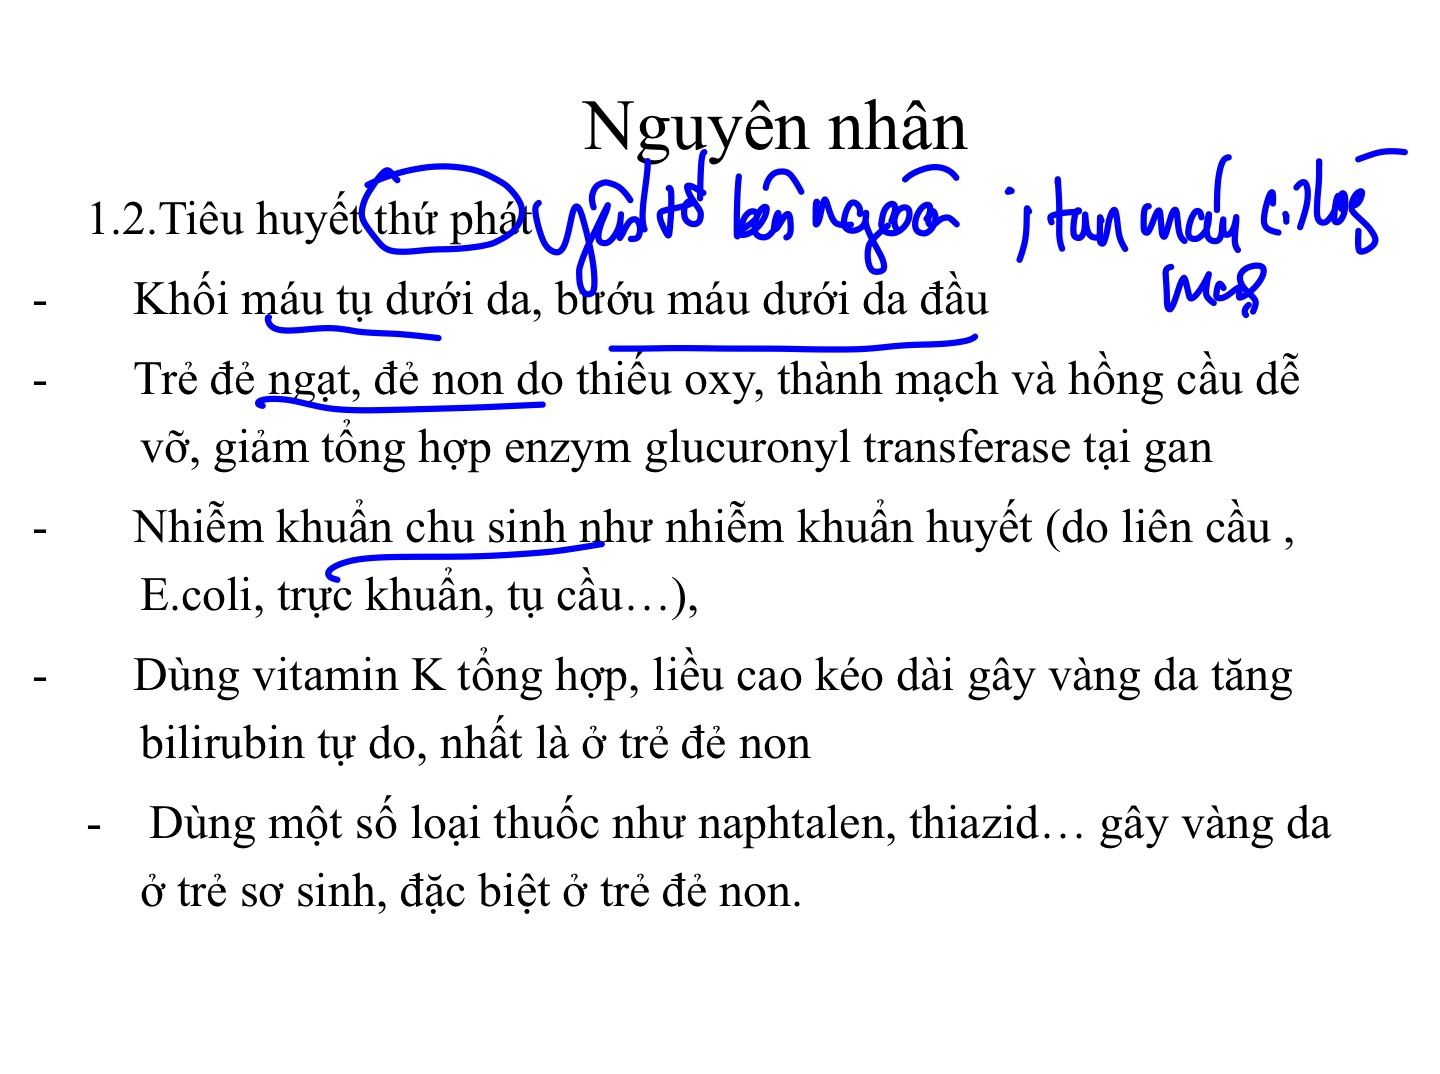 Nguyên nhân
1.2.Tiêu huyết thứ phát yếu tố bên ngoài ; tan máu
- Khối máu tụ dưới da, bướu máu dưới da đầu
- Trẻ đẻ ngạt, đẻ non do thiếu oxy, thành mạch và hồng cầu dễ
vỡ, giảm tổng hợp enzym glucuronyl transferase tại gan
- Nhiễm khuẩn chu sinh như nhiễm khuẩn huyết (do liên cầu ,
E.coli, trực khuẩn, tụ cầu…),
- Dùng vitamin K tổng hợp, liều cao kéo dài gây vàng da tăng
bilirubin tự do, nhất là ở trẻ đẻ non
- Dùng một số loại thuốc như naphtalen, thiazid… gây vàng da
ở trẻ sơ sinh, đặc biệt ở trẻ đẻ non.